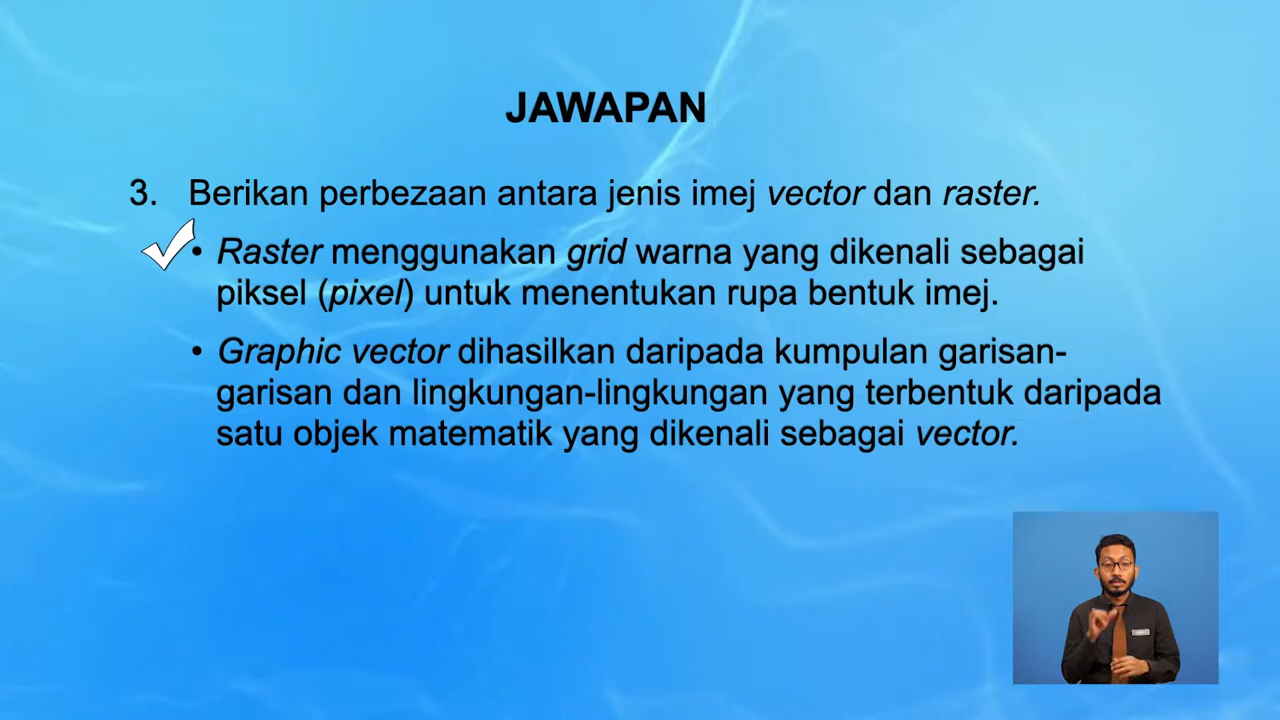 JAWAPAN
3. Berikan perbezaan antara jenis imej vector dan raster.
• Raster menggunakan grid warna yang dikenali sebagai
piksel (pixel) untuk menentukan rupa bentuk imej.
• Graphic vector dihasilkan daripada kumpulan garisan-
garisan dan lingkungan-lingkungan yang terbentuk daripada
satu objek matematik yang dikenali sebagai vector.